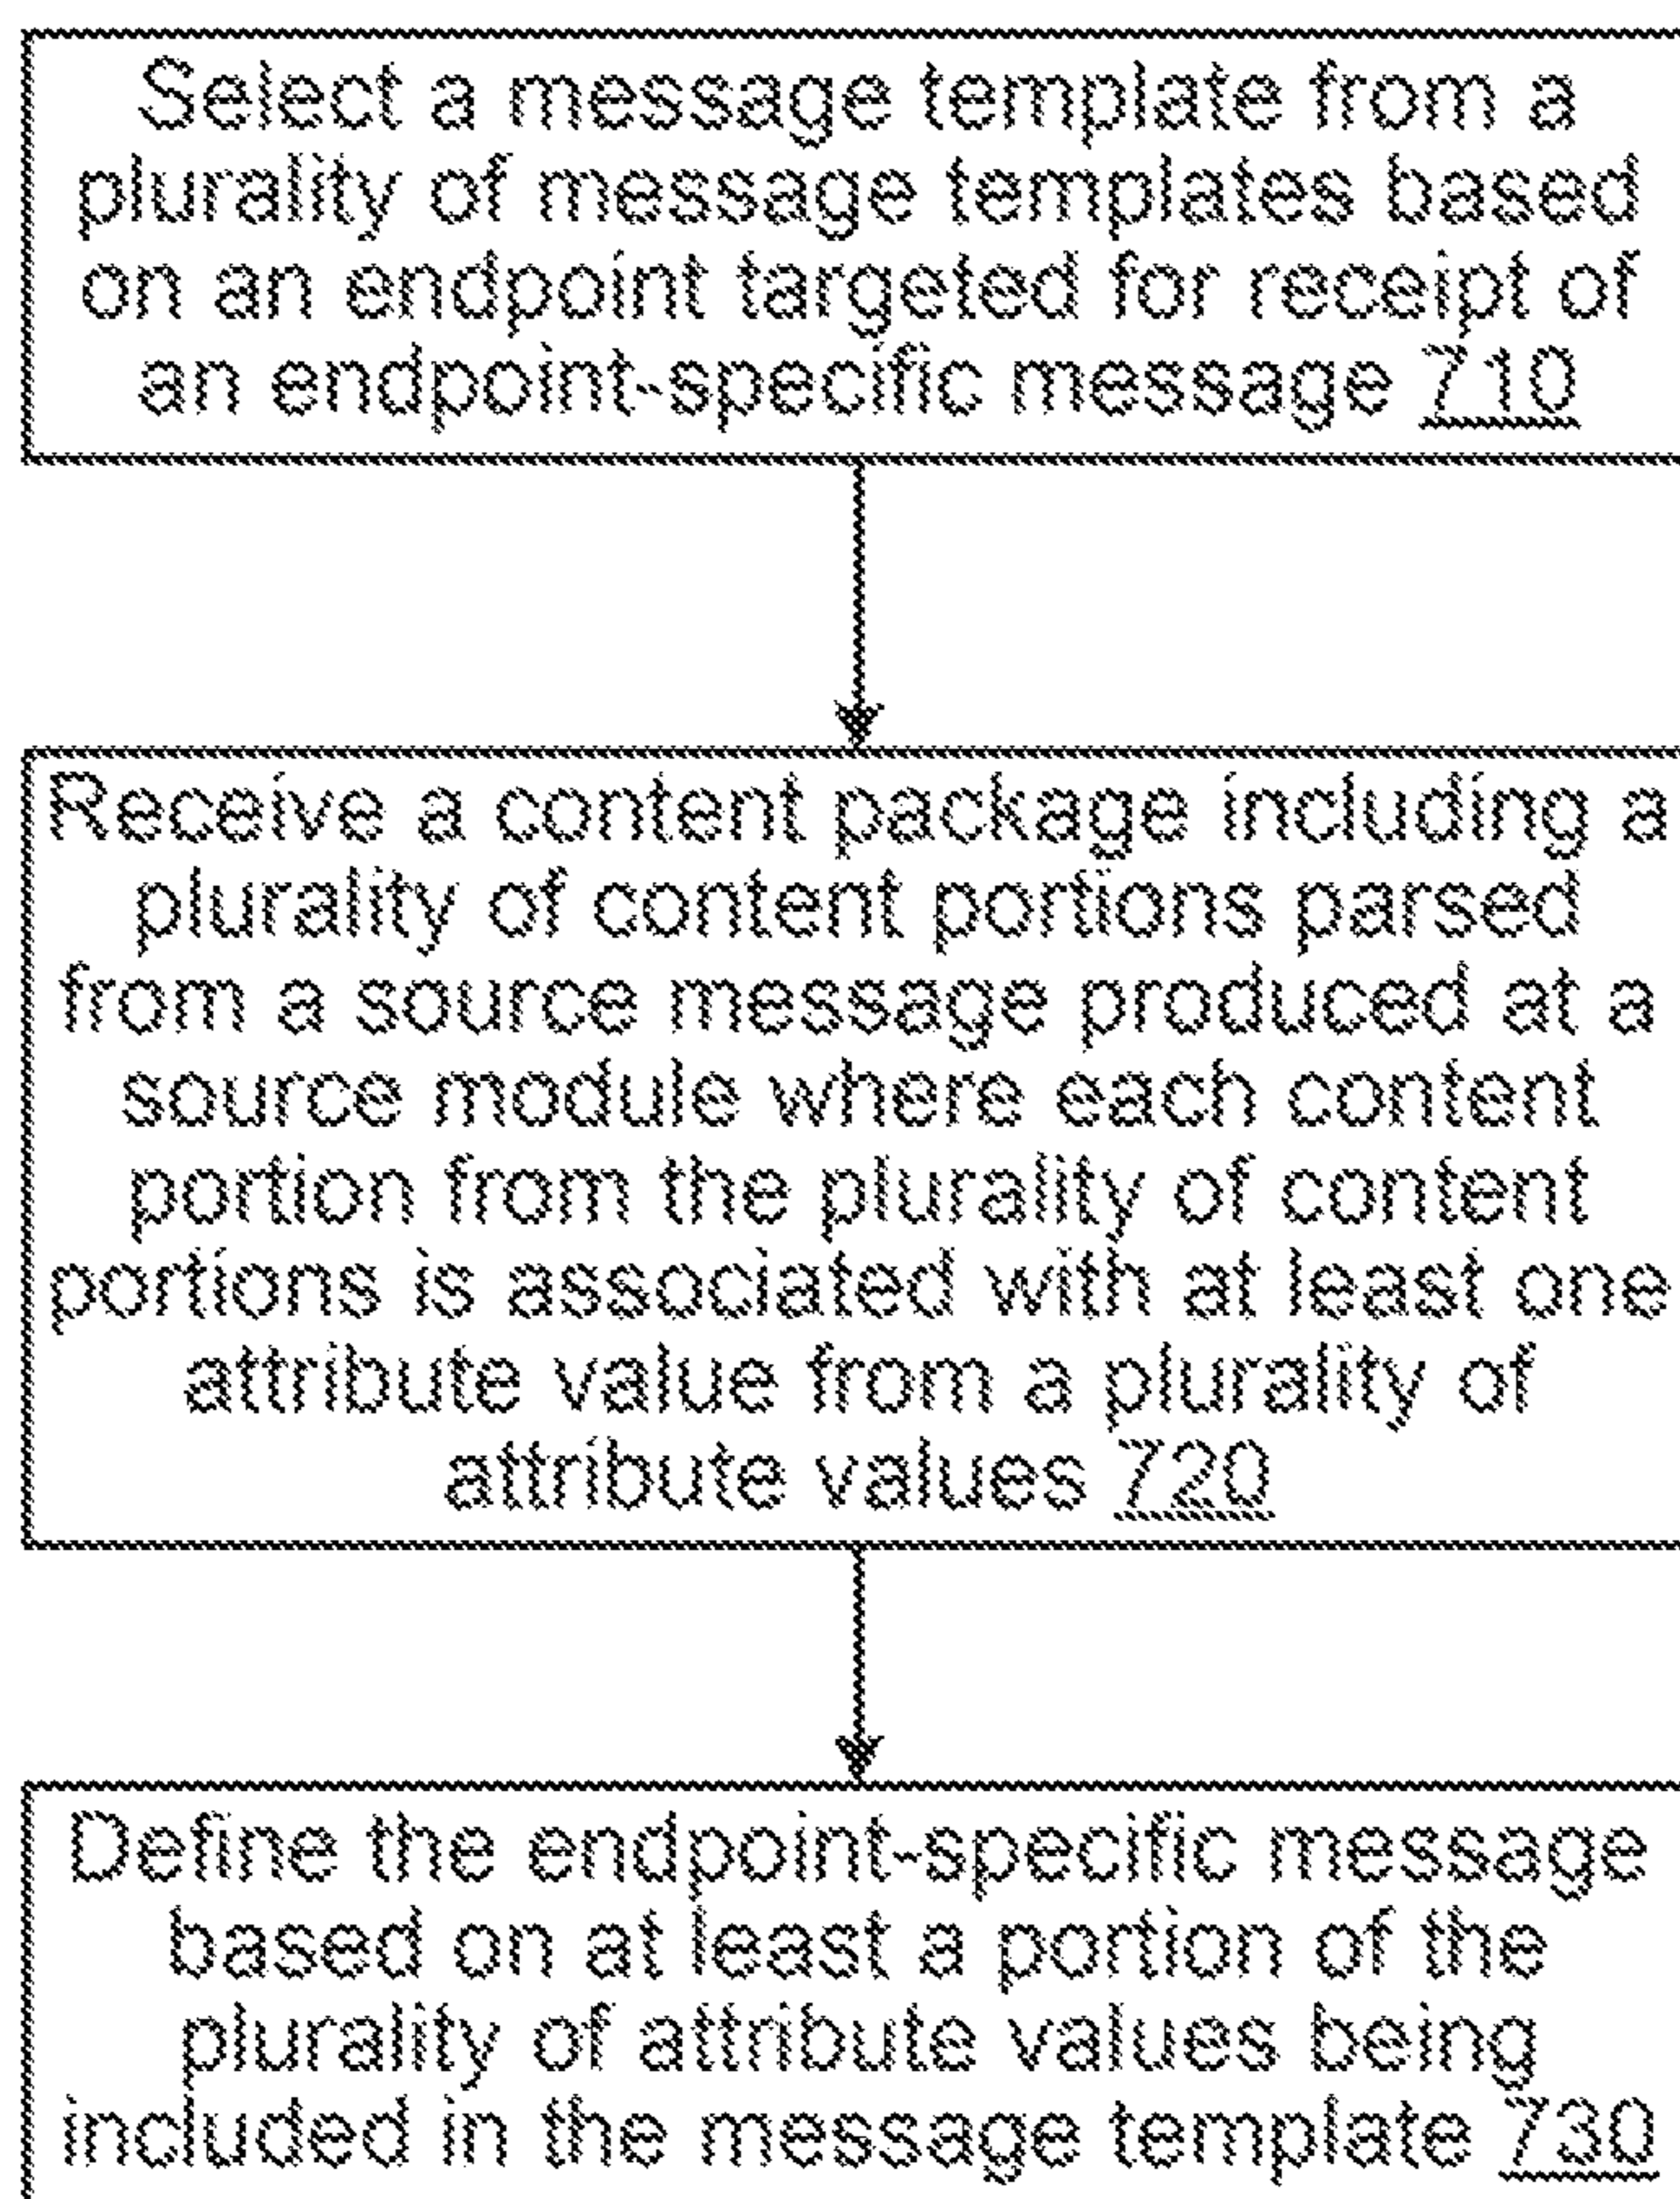 Select a message template from a
plurality of message templates based
on an endpoint targeted for receipt of
an endpoint-specific message 710
Receive a content package including a
plurality of content portions parsed
from a source message produced at a
source module where each content
portion from the plurality of content
portions is associated with at least one
attribute value from a plurality of
attribute values 720
Define the endpoint-specific message
based on at least a portion of the
plurality of attribute values being
included in the message template 730